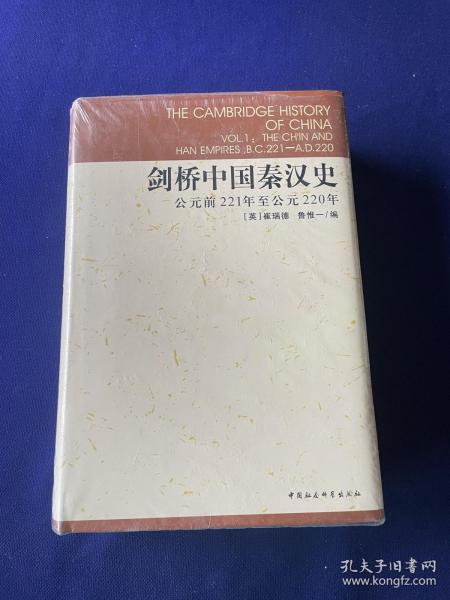 THE CAMBRIDGE HISTORY
OF CHINA
VOL.1: THE CH'IN AND
HAN EMPIRES ,B.C.221—A.D.220
剑桥中国秦汉史
公元前221年至公元220年
[英]崔瑞德 鲁惟一/编
中国社会科学出版社
孔夫子旧书网
www.kongfz.com